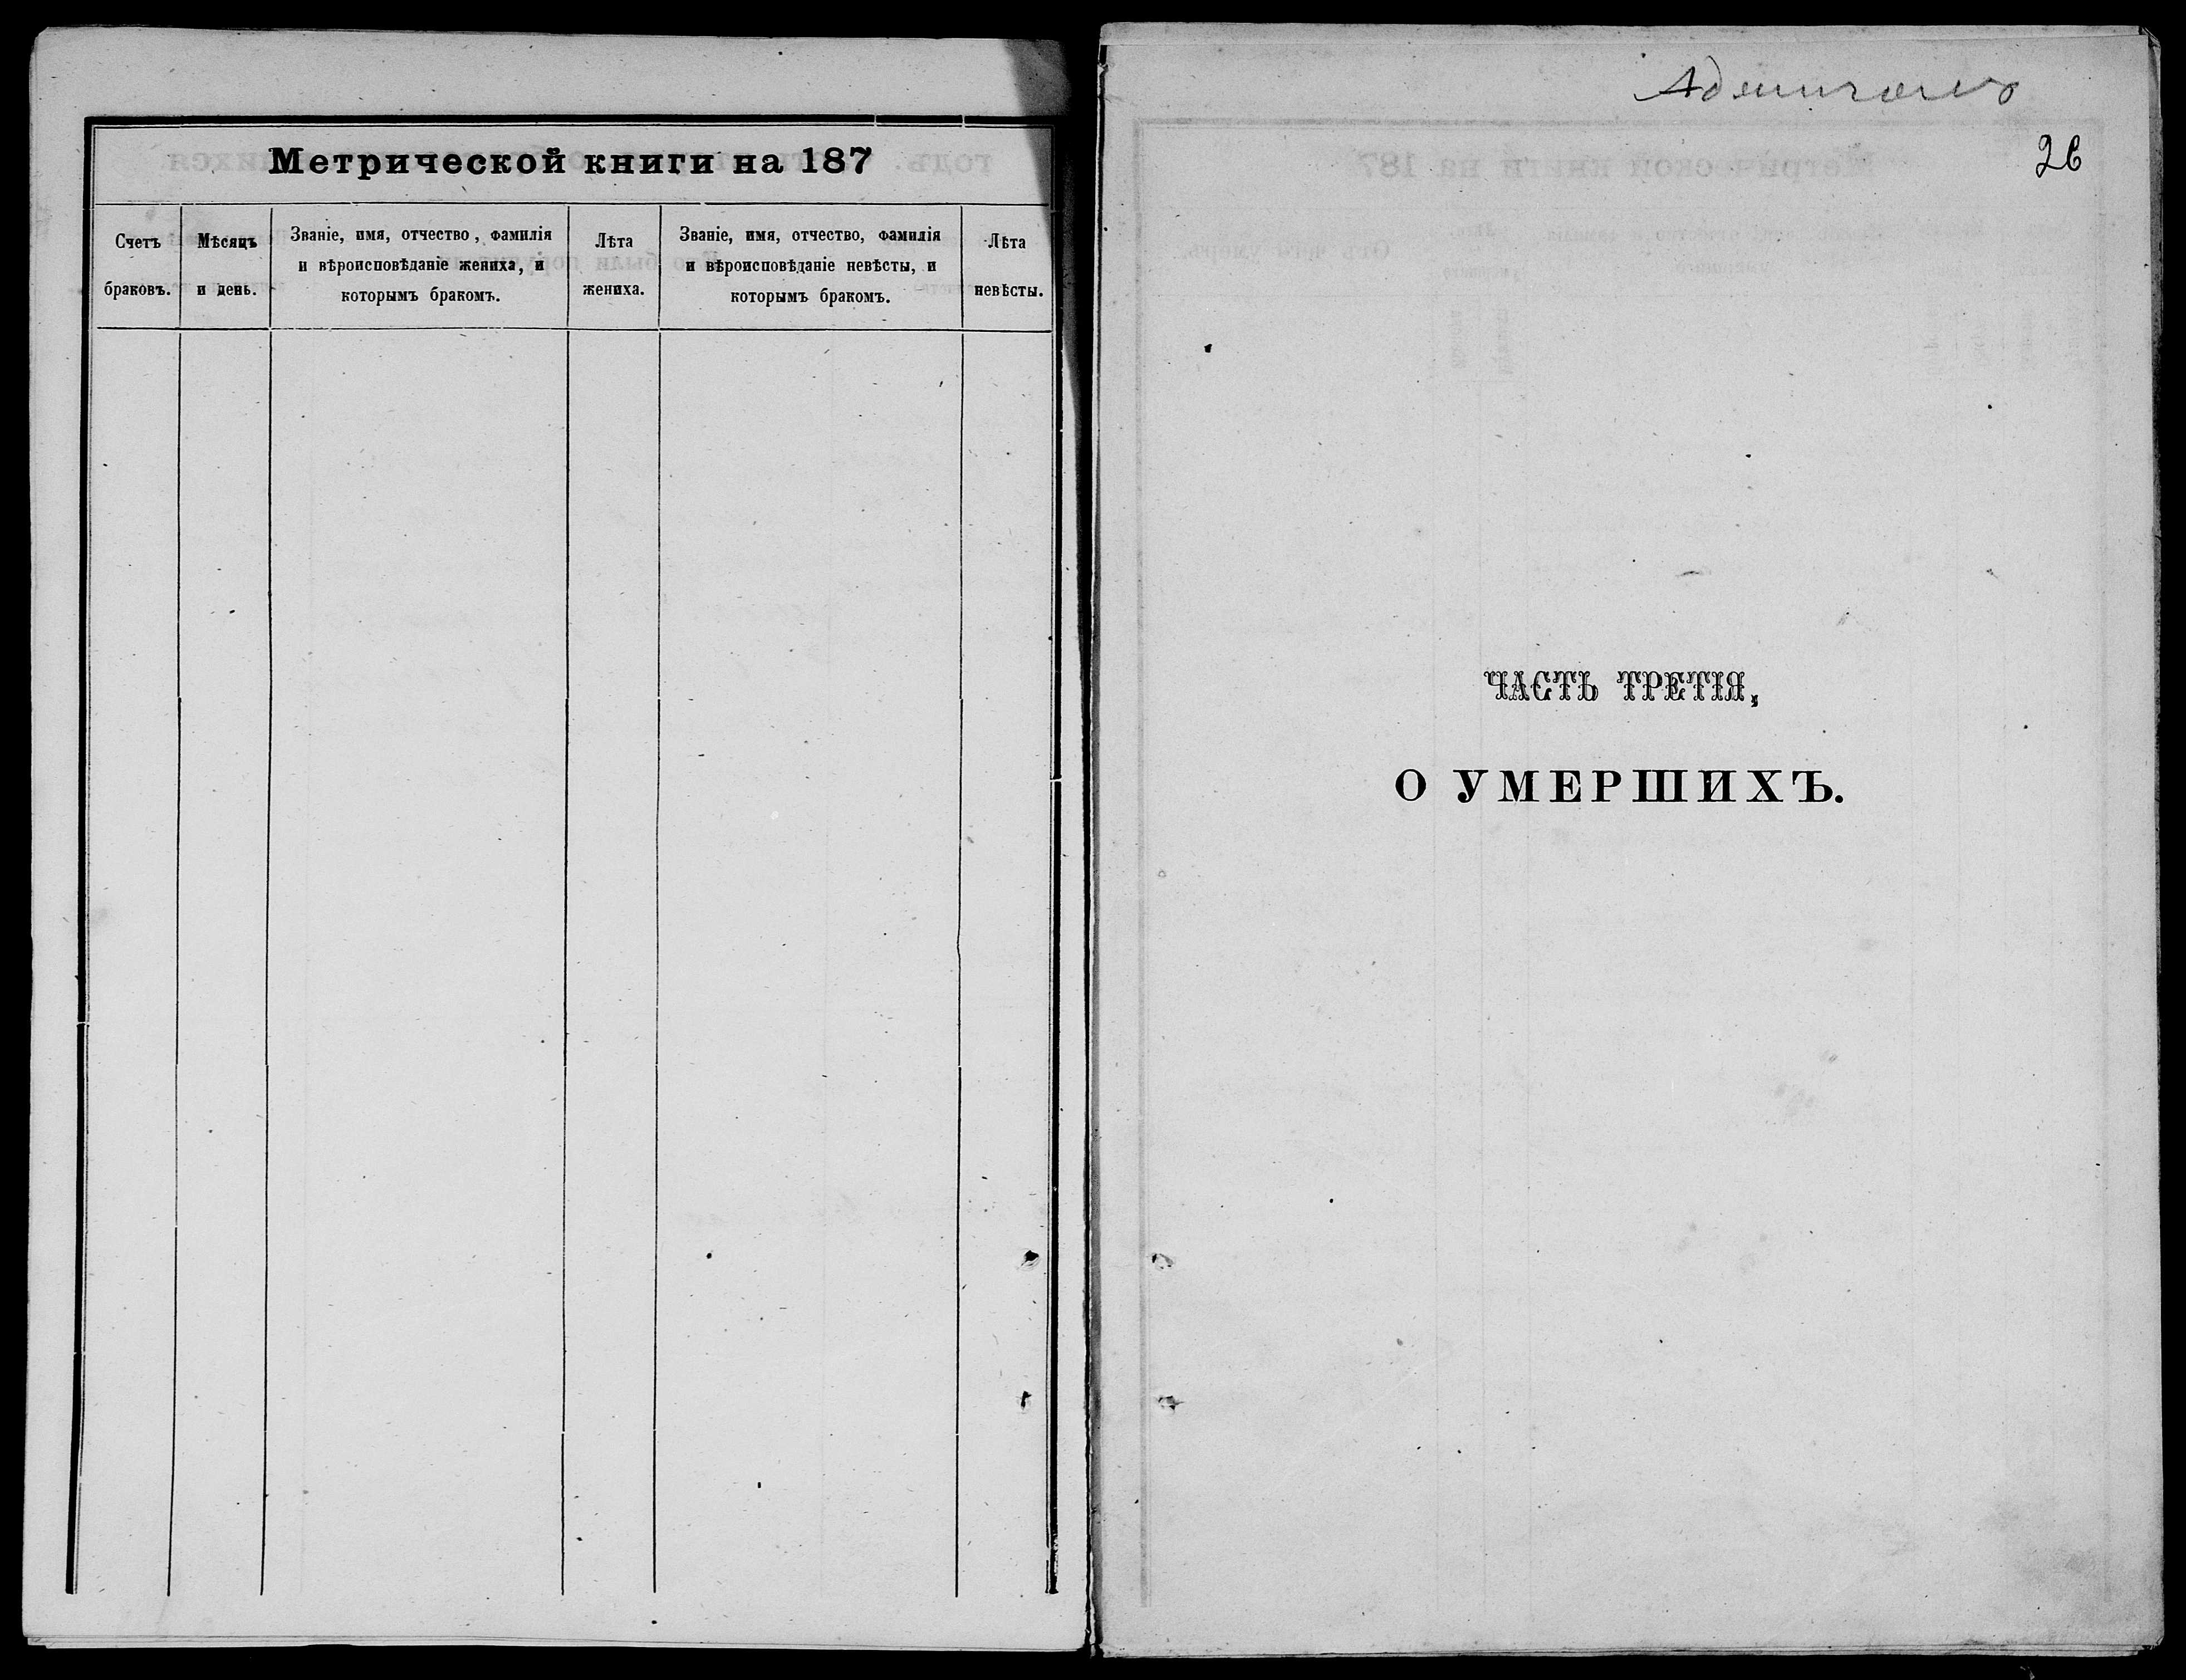 Метрической книги на 187
Счетъ
браковъ.
Мѣсяцъ
и день.
Званіе, имя, отчество, фамилія
и вѣроисповѣданіе жениха, и
которымъ бракомъ.
Лѣта
жениха.
Званіе, имя, отчество, фамилія
и вѣроисповѣданіе невѣсты, и
которымъ бракомъ.
Лѣта
невѣсты.
26
ЧАСТЬ ТРЕТІЯ,
О УМЕРШИХЪ.